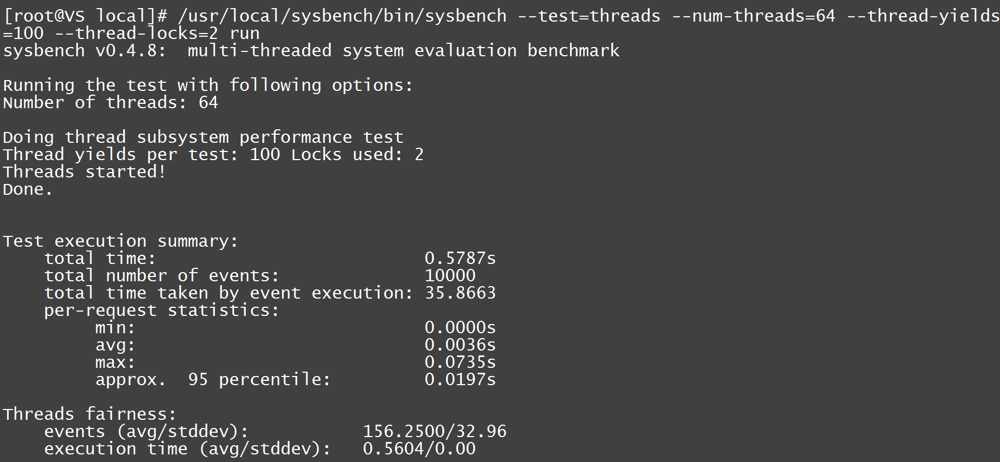 [root@VS local]# /usr/local/sysbench/bin/sysbench --test=threads --num-threads=64 --thread-yields
=100 --thread-locks=2 run
sysbench v0.4.8:  multi-threaded system evaluation benchmark

Running the test with following options:
Number of threads: 64

Doing thread subsystem performance test
Thread yields per test: 100 Locks used: 2
Threads started!
Done.


Test execution summary:
    total time:                          0.5787s
    total number of events:              10000
    total time taken by event execution: 35.8663
    per-request statistics:
         min:                            0.0000s
         avg:                            0.0036s
         max:                            0.0735s
         approx.  95 percentile:         0.0197s

Threads fairness:
    events (avg/stddev):           156.2500/32.96
    execution time (avg/stddev):   0.5604/0.00